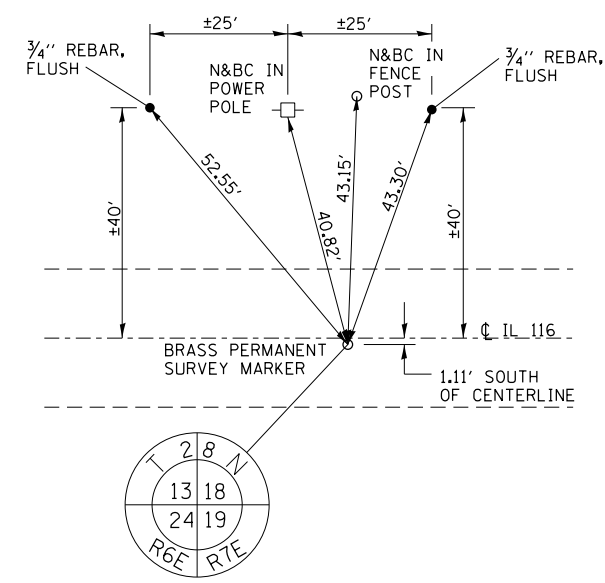 ±25' ±25'
¾'' REBAR,
FLUSH
N&BC IN
POWER
POLE
N&BC IN
FENCE
POST
¾'' REBAR,
FLUSH
±40'
52.55'
40.82'
43.15'
43.30'
±40'
℄ IL 116
BRASS PERMANENT
SURVEY MARKER
1.11' SOUTH
OF CENTERLINE
T 28 N
13 18
24 19
R6E R7E